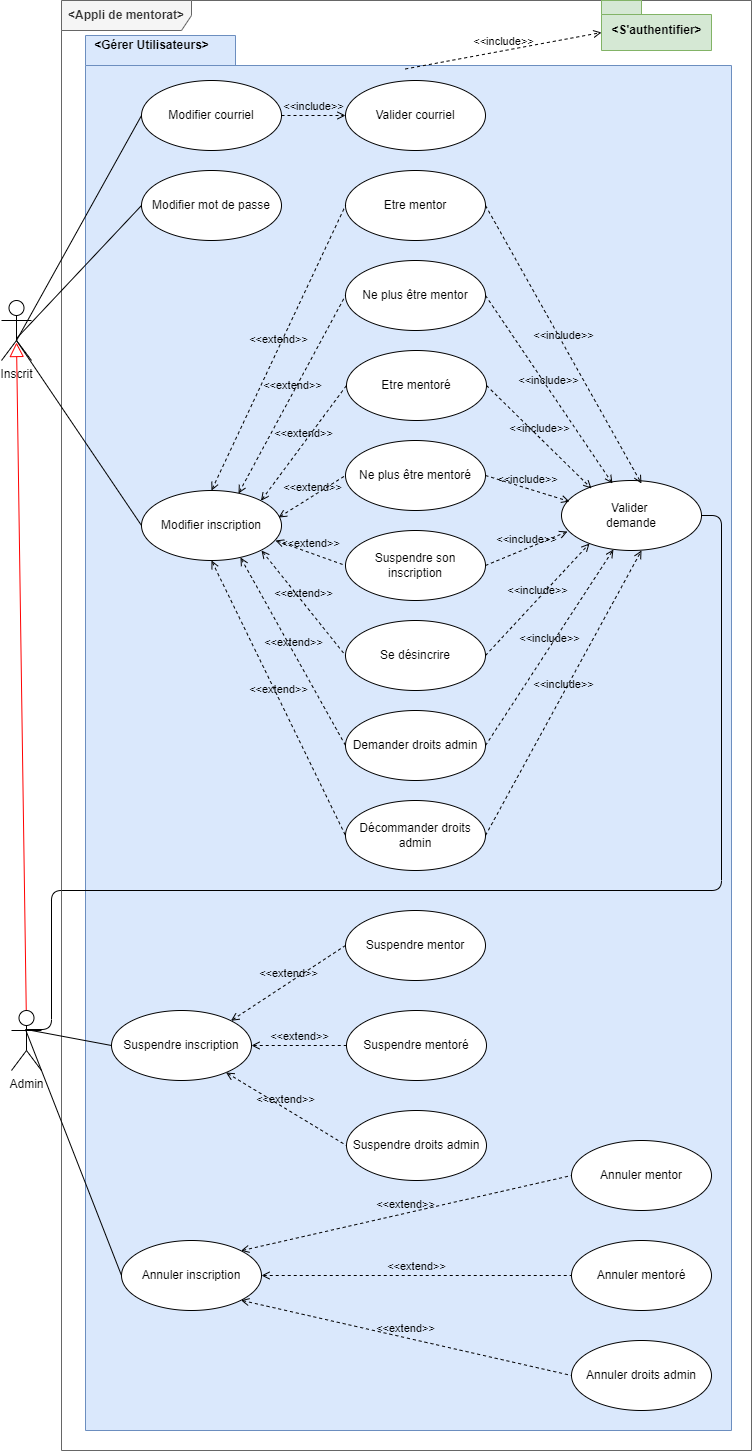 <Appli de mentorat>
<Gérer Utilisateurs>
<<include>>
<S'authentifier>
Modifier courriel
<<include>>
Valider courriel
Modifier mot de passe
Etre mentor
Ne plus être mentor
<<extend>>
<<include>>
Inscrit
Etre mentoré
<<extend>>
<<include>>
<<extend>>
<<include>>
Ne plus être mentoré
<<extend>>
<<include>>
Modifier inscription
Valider
demande
<<extend>>
<<include>>
Suspendre son
inscription
<<extend>>
<<include>>
Se désincrire
<<extend>>
<<include>>
<<extend>>
<<include>>
Demander droits admin
Décommander droits
admin
Suspendre mentor
<<extend>>
Suspendre inscription
<<extend>>
Suspendre mentoré
Admin
<<extend>>
Suspendre droits admin
Annuler mentor
<<extend>>
Annuler inscription
<<extend>>
Annuler mentoré
<<extend>>
Annuler droits admin